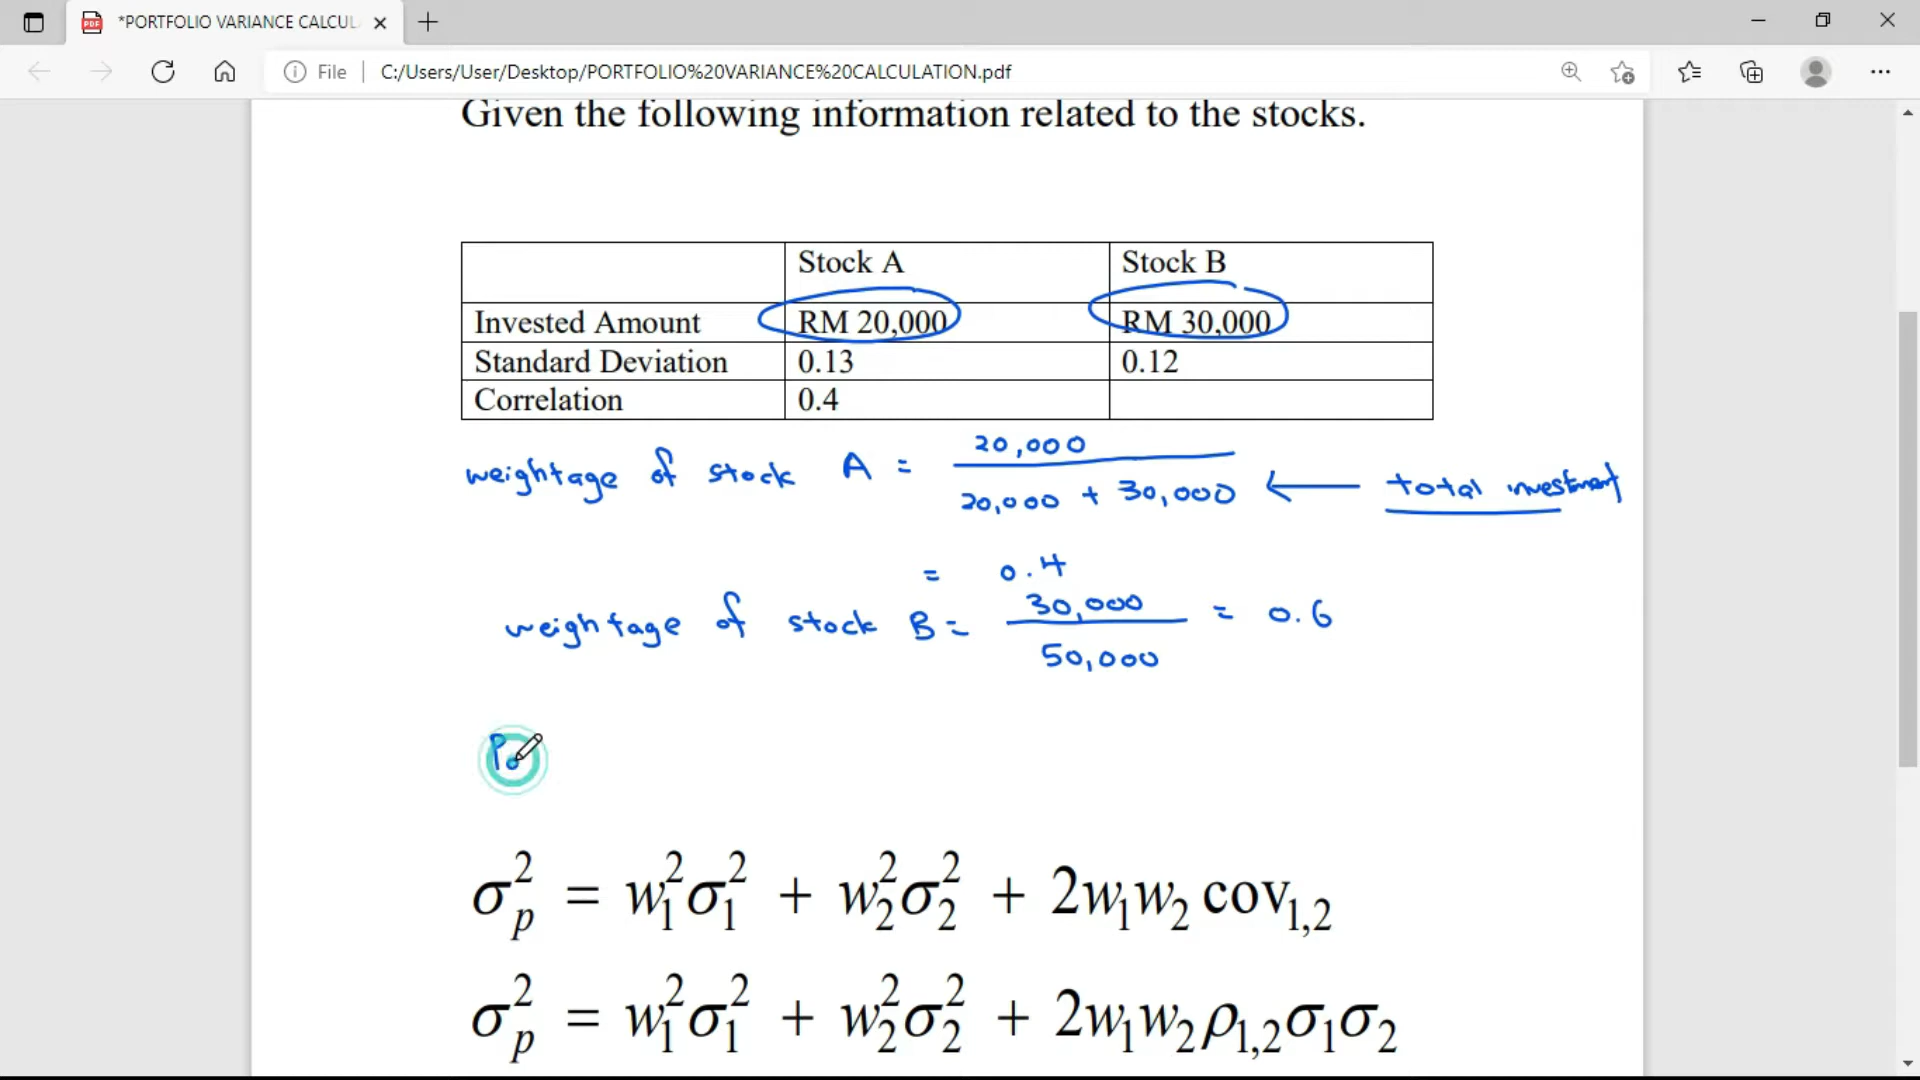 *PORTFOLIO VARIANCE CALCUL
File C:/Users/User/Desktop/PORTFOLIO%20VARIANCE%20CALCULATION.pdf
Given the following information related to the stocks.
Stock A Stock B
Invested Amount RM 20,000 RM 30,000
Standard Deviation 0.13 0.12
Correlation 0.4
weightage of stock A = 20,000 / 20,000 + 30,000 ← total investment
= 0.4
weightage of stock B = 30,000 / 50,000 = 0.6
Po
σ²ₚ = w₁²σ₁² + w₂²σ₂² + 2w₁w₂ cov₁,₂
σ²ₚ = w₁²σ₁² + w₂²σ₂² + 2w₁w₂ρ₁,₂σ₁σ₂